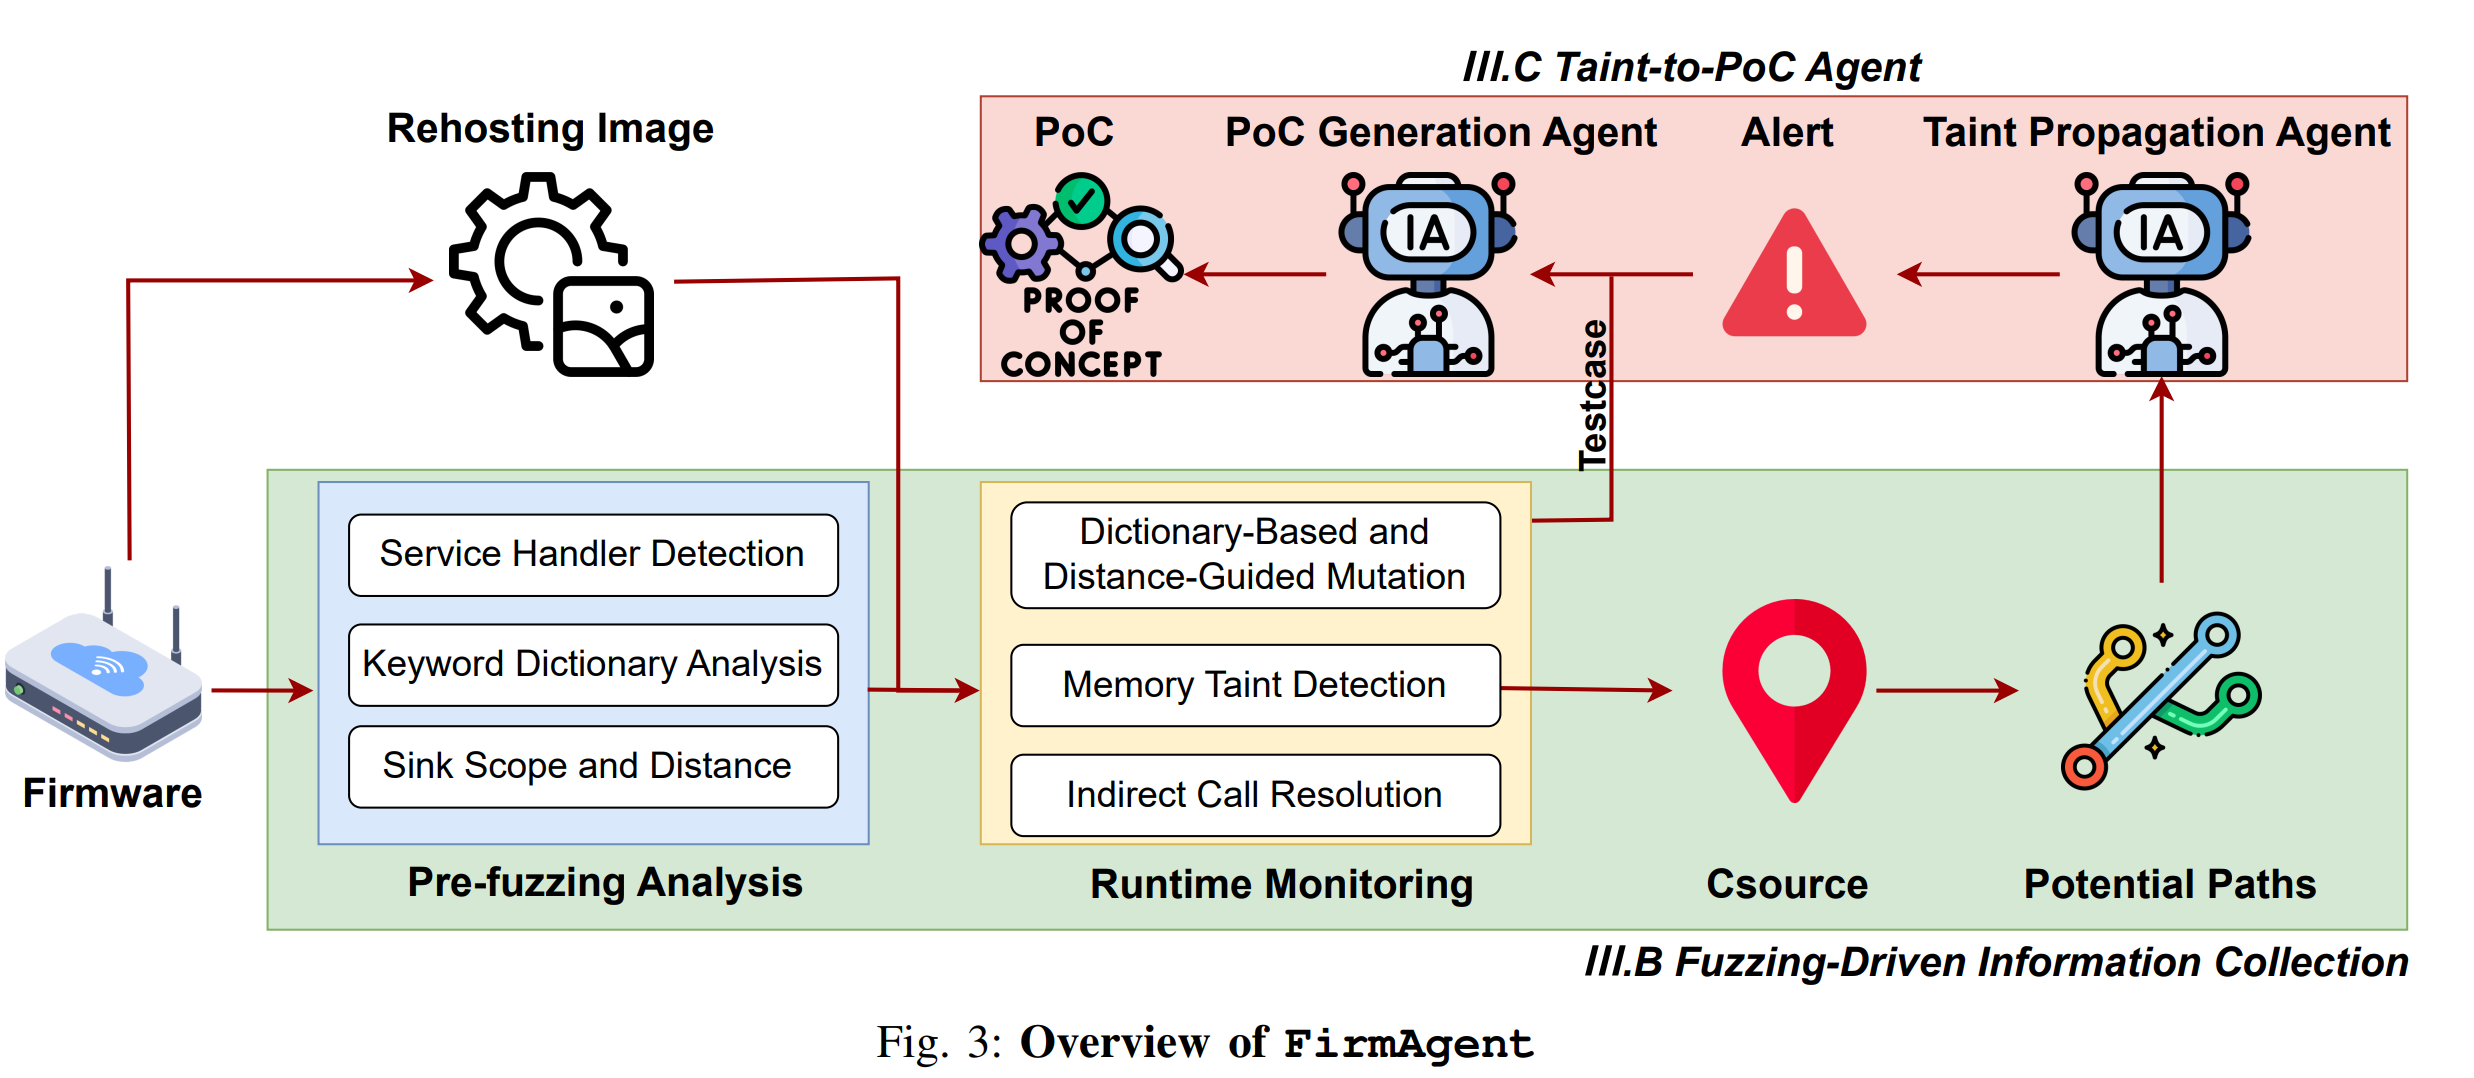 III.C Taint-to-PoC Agent
Rehosting Image
PoC
PoC Generation Agent
Alert
Taint Propagation Agent
IA
IA
PROOF
OF
CONCEPT
Testcase
Service Handler Detection
Keyword Dictionary Analysis
Sink Scope and Distance
Dictionary-Based and
Distance-Guided Mutation
Memory Taint Detection
Indirect Call Resolution
Firmware
Pre-fuzzing Analysis
Runtime Monitoring
Csource
Potential Paths
III.B Fuzzing-Driven Information Collection
Fig. 3: Overview of FirmAgent